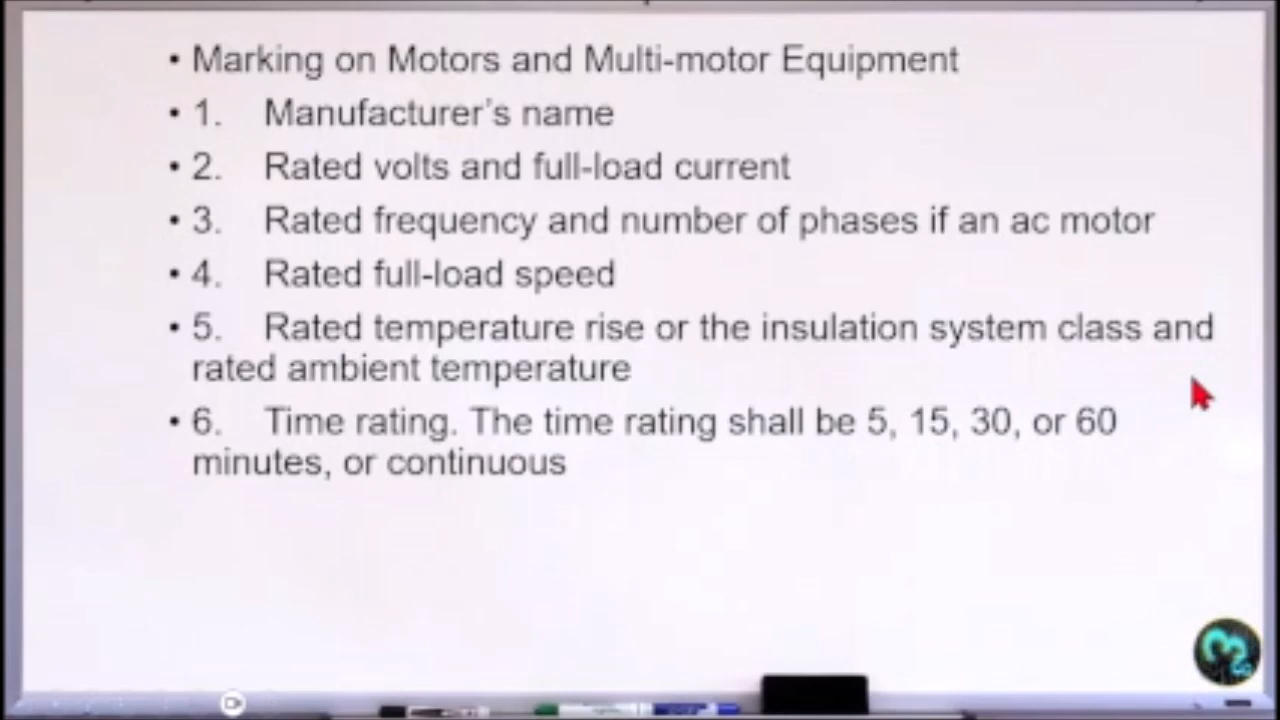 • Marking on Motors and Multi-motor Equipment
• 1. Manufacturer's name
• 2. Rated volts and full-load current
• 3. Rated frequency and number of phases if an ac motor
• 4. Rated full-load speed
• 5. Rated temperature rise or the insulation system class and
rated ambient temperature
• 6. Time rating. The time rating shall be 5, 15, 30, or 60
minutes, or continuous